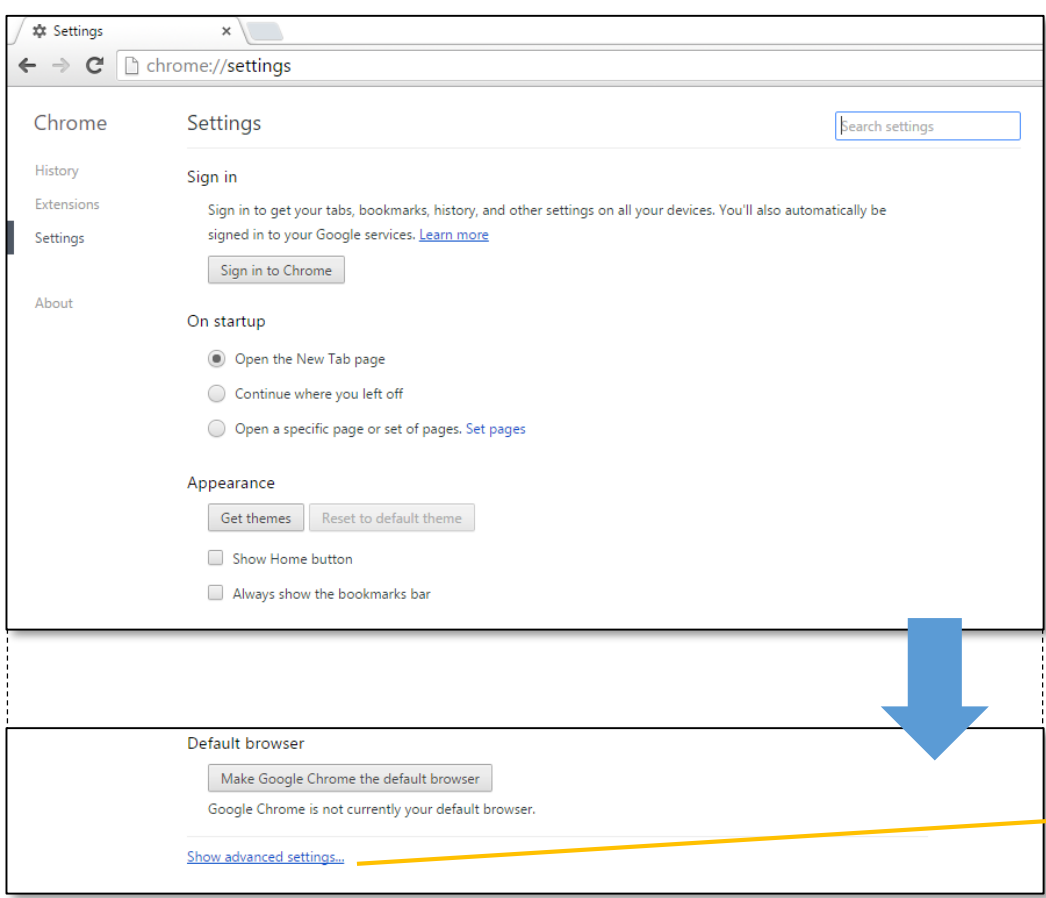 Settings
chrome://settings
Chrome
Settings
Search settings
History
Extensions
Settings
About
Sign in
Sign in to get your tabs, bookmarks, history, and other settings on all your devices. You'll also automatically be
signed in to your Google services. Learn more
Sign in to Chrome
On startup
Open the New Tab page
Continue where you left off
Open a specific page or set of pages. Set pages
Appearance
Get themes
Reset to default theme
Show Home button
Always show the bookmarks bar
Default browser
Make Google Chrome the default browser
Google Chrome is not currently your default browser.
Show advanced settings...